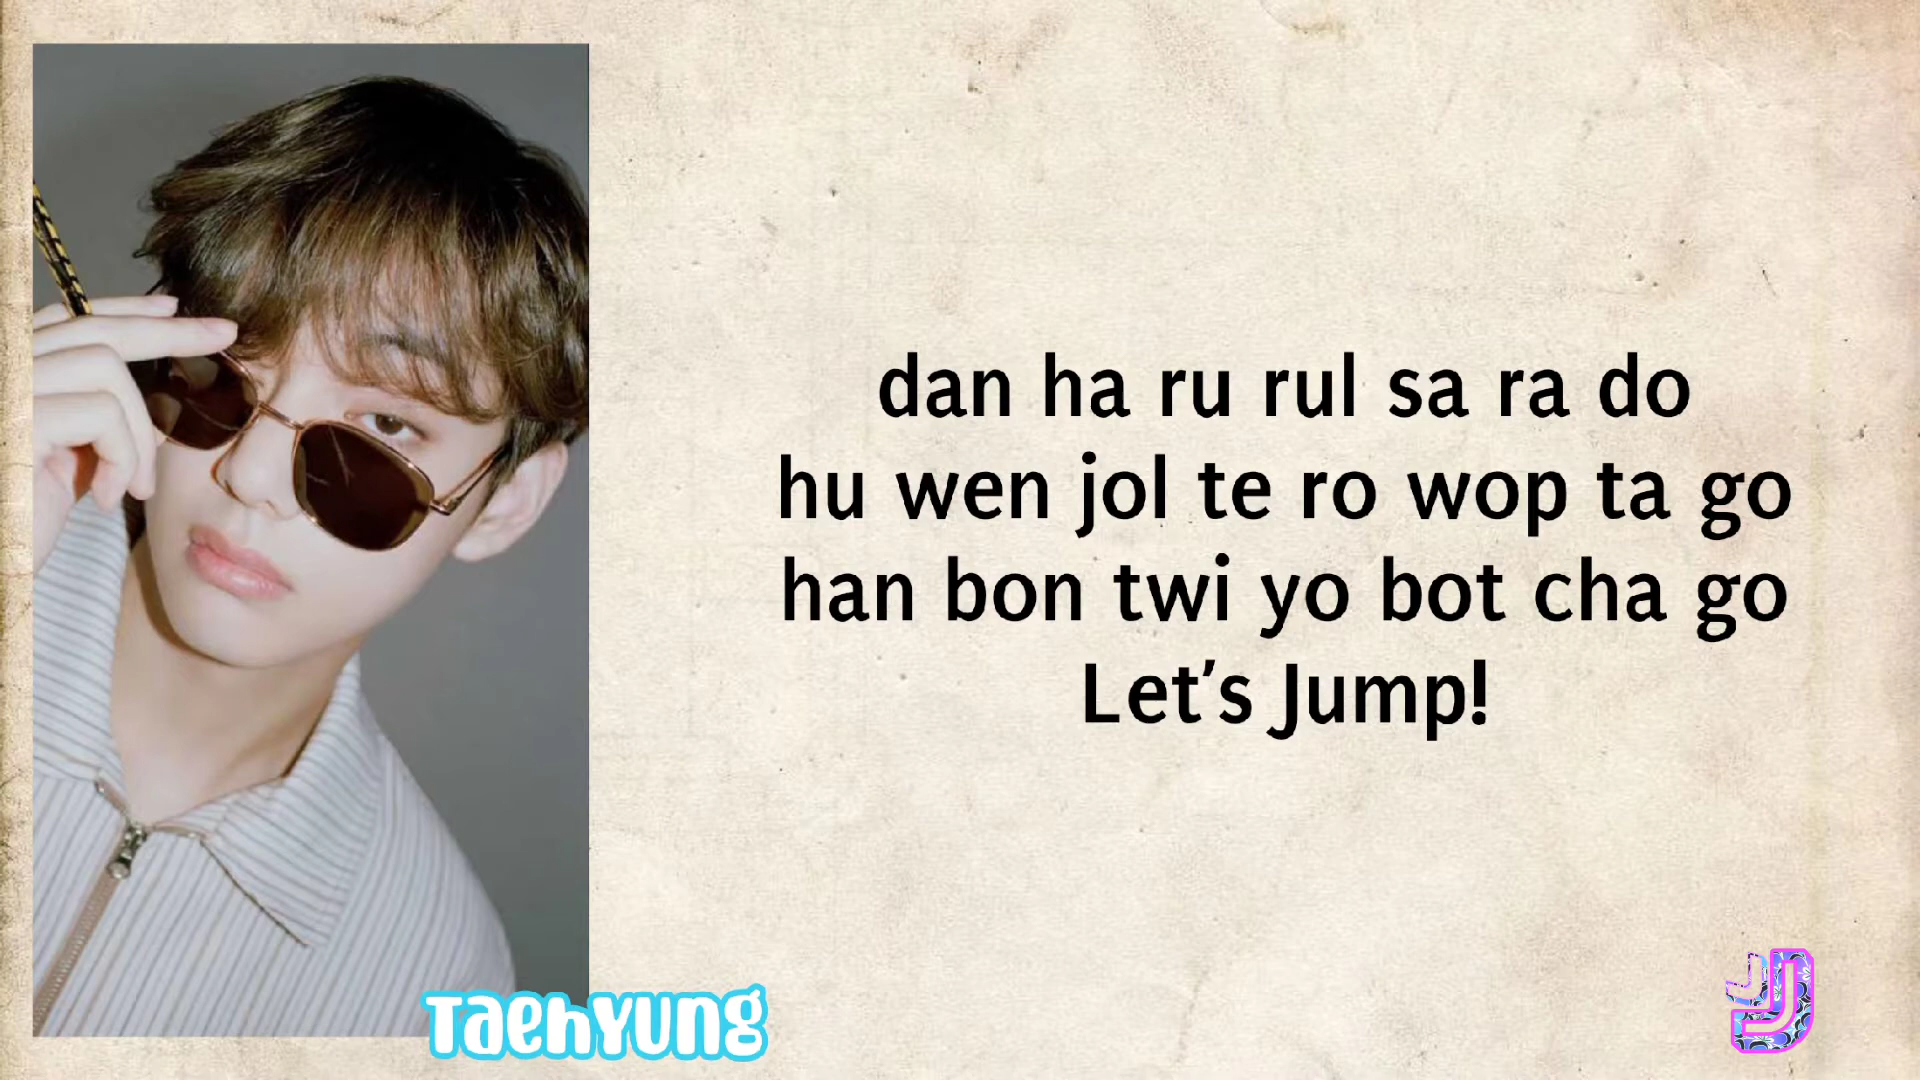 dan ha ru rul sa ra do
hu wen jol te ro wop ta go
han bon twi yo bot cha go
Let's Jump!
Taehyung
JJ